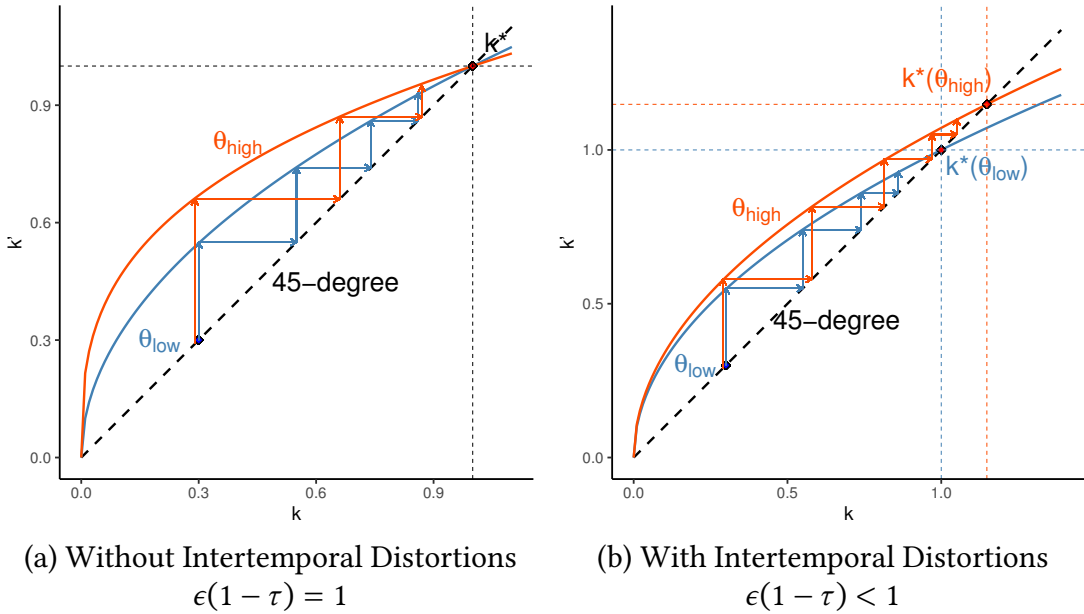 k*
θhigh
θlow
45−degree
0.9
0.6
0.3
0.0
k'
0.0
0.3
0.6
0.9
k
k*(θhigh)
k*(θlow)
θhigh
θlow
45−degree
1.0
0.5
0.0
k'
0.0
0.5
1.0
k
(a) Without Intertemporal Distortions
ϵ(1 − τ) = 1
(b) With Intertemporal Distortions
ϵ(1 − τ) < 1